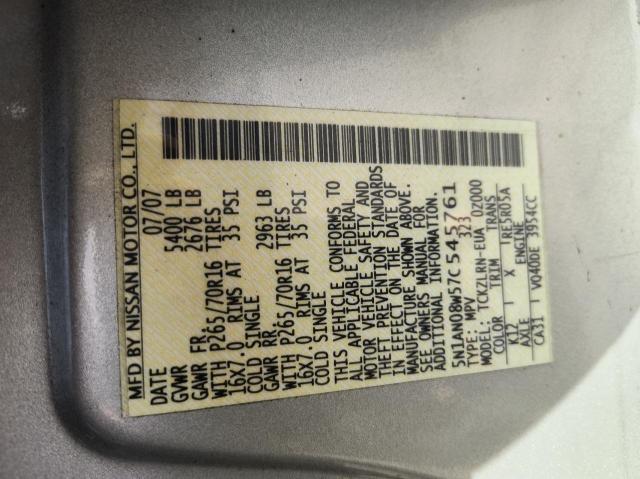 MFD BY NISSAN MOTOR CO., LTD.
DATE 07/07
GVWR 5400 LB
GAWR FR. 2676 LB
WITH P265/70R16 TIRES
16X7.0 RIMS AT 35 PSI
COLD SINGLE
GAWR RR. 2963 LB
WITH P265/70R16 TIRES
16X7.0 RIMS AT 35 PSI
COLD SINGLE
THIS VEHICLE CONFORMS TO
ALL APPLICABLE FEDERAL
MOTOR VEHICLE SAFETY AND
THEFT PREVENTION STANDARDS
IN EFFECT ON THE DATE OF
MANUFACTURE SHOWN ABOVE.
SEE OWNERS MANUAL FOR
ADDITIONAL INFORMATION.
5N1AN08W57C545761
TYPE: MPV 323
MODEL: TCKZLRN-EUA 02000
COLOR TRIM TRANS
K12 X RE5R05A
AXLE ENGINE
CA31 VQ40DE 3954CC